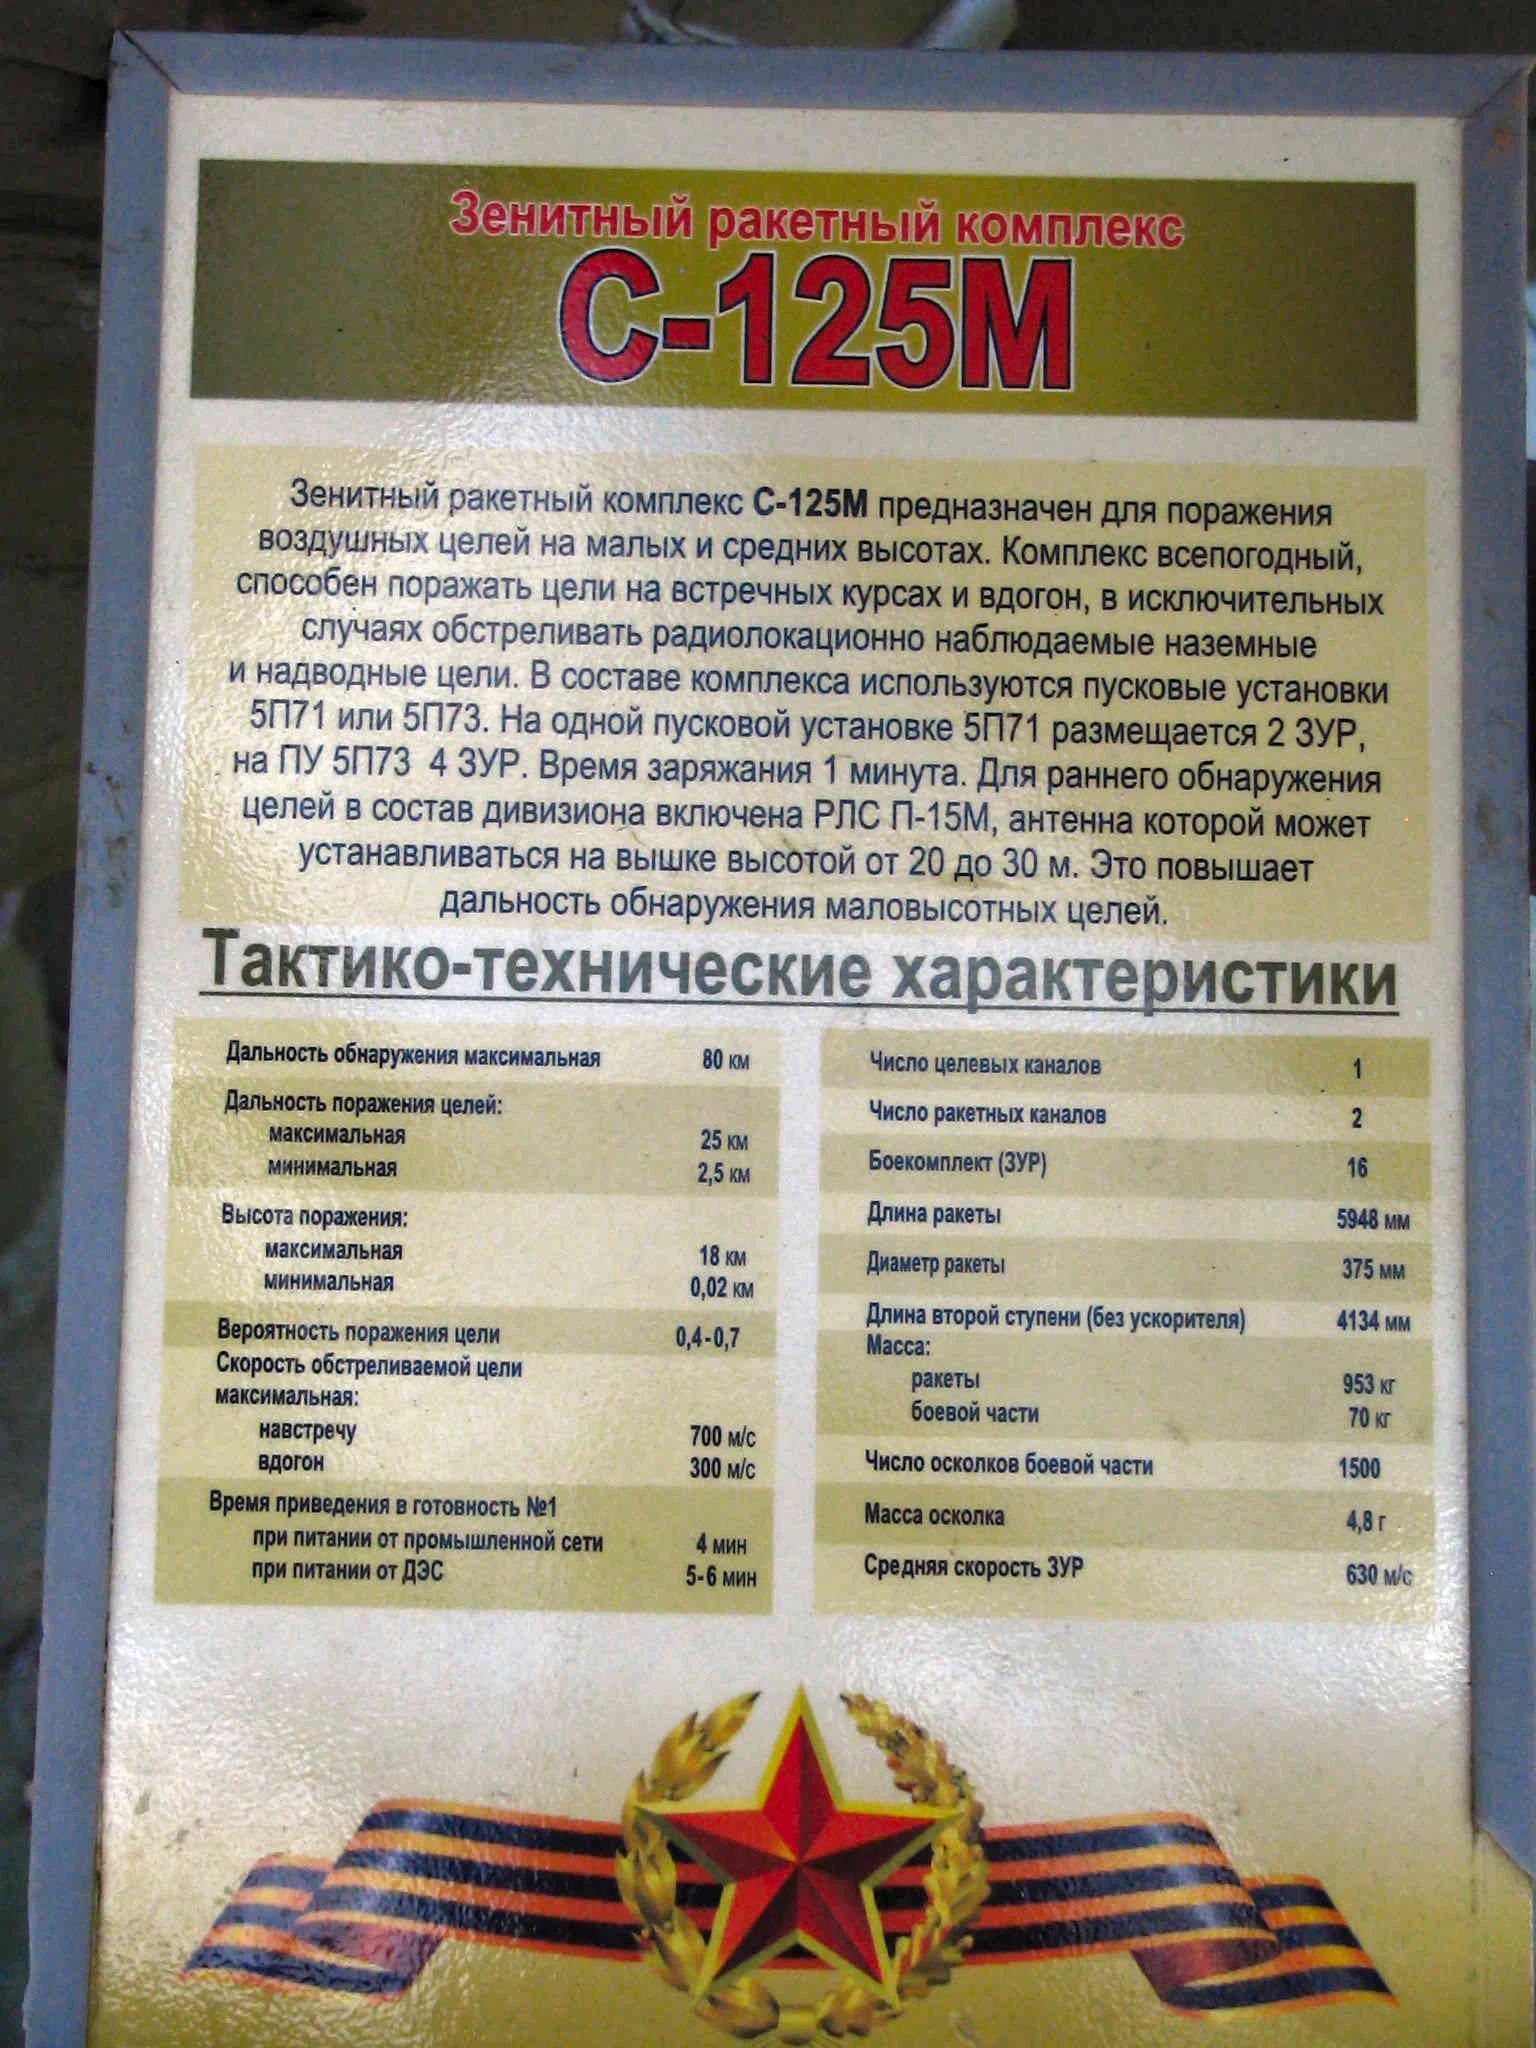 Зенитный ракетный комплекс
С-125М
Зенитный ракетный комплекс С-125М предназначен для поражения
воздушных целей на малых и средних высотах. Комплекс всепогодный,
способен поражать цели на встречных курсах и вдогон, в исключительных
случаях обстреливать радиолокационно наблюдаемые наземные
и надводные цели. В составе комплекса используются пусковые установки
5П71 или 5П73. На одной пусковой установке 5П71 размещается 2 ЗУР,
на ПУ 5П73 4 ЗУР. Время заряжания 1 минута. Для раннего обнаружения
целей в состав дивизиона включена РЛС П-15М, антенна которой может
устанавливаться на вышке высотой от 20 до 30 м. Это повышает
дальность обнаружения маловысотных целей.
Тактико-технические характеристики
Дальность обнаружения максимальная 80 км
Дальность поражения целей:
максимальная 25 км
минимальная 2,5 км
Высота поражения:
максимальная 18 км
минимальная 0,02 км
Вероятность поражения цели 0,4-0,7
Скорость обстреливаемой цели
максимальная:
навстречу 700 м/с
вдогон 300 м/с
Время приведения в готовность №1
при питании от промышленной сети 4 мин
при питании от ДЭС 5-6 мин
Число целевых каналов 1
Число ракетных каналов 2
Боекомплект (ЗУР) 16
Длина ракеты 5948 мм
Диаметр ракеты 375 мм
Длина второй ступени (без ускорителя) 4134 мм
Масса:
ракеты 953 кг
боевой части 70 кг
Число осколков боевой части 1500
Масса осколка 4,8 г
Средняя скорость ЗУР 630 м/с